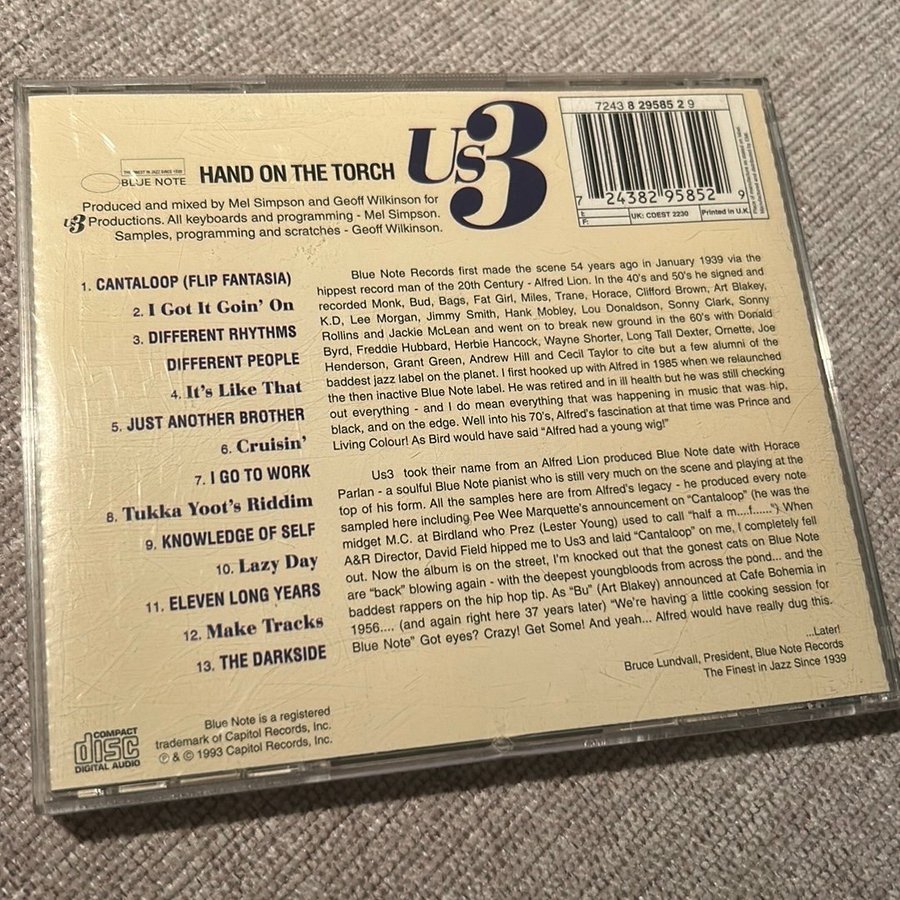 THE FINEST IN JAZZ SINCE 1939
BLUE NOTE
HAND ON THE TORCH
Us3
Produced and mixed by Mel Simpson and Geoff Wilkinson for
us3 Productions. All keyboards and programming - Mel Simpson.
Samples, programming and scratches - Geoff Wilkinson.
7243 8 29585 2 9
7 24382 95852 9
F:
UK: CDEST 2230
Printed in U.K.
1. CANTALOOP (FLIP FANTASIA)
2. I Got It Goin' On
3. DIFFERENT RHYTHMS
DIFFERENT PEOPLE
4. It's Like That
5. JUST ANOTHER BROTHER
6. Cruisin'
7. I GO TO WORK
8. Tukka Yoot's Riddim
9. KNOWLEDGE OF SELF
10. Lazy Day
11. ELEVEN LONG YEARS
12. Make Tracks
13. THE DARKSIDE
Blue Note Records first made the scene 54 years ago in January 1939 via the
hippest record man of the 20th Century - Alfred Lion. In the 40's and 50's he signed and
recorded Monk, Bud, Bags, Fat Girl, Miles, Trane, Horace, Clifford Brown, Art Blakey,
K.D, Lee Morgan, Jimmy Smith, Hank Mobley, Lou Donaldson, Sonny Clark, Sonny
Rollins and Jackie McLean and went on to break new ground in the 60's with Donald
Byrd, Freddie Hubbard, Herbie Hancock, Wayne Shorter, Long Tall Dexter, Ornette, Joe
Henderson, Grant Green, Andrew Hill and Cecil Taylor to cite but a few alumni of the
baddest jazz label on the planet. I first hooked up with Alfred in 1985 when we relaunched
the then inactive Blue Note label. He was retired and in ill health but he was still checking
out everything - and I do mean everything that was happening in music that was hip,
black, and on the edge. Well into his 70's, Alfred's fascination at that time was Prince and
Living Colour! As Bird would have said "Alfred had a young wig!"
Us3 took their name from an Alfred Lion produced Blue Note date with Horace
Parlan - a soulful Blue Note pianist who is still very much on the scene and playing at the
top of his form. All the samples here are from Alfred's legacy - he produced every note
sampled here including Pee Wee Marquette's announcement on "Cantaloop" (he was the
midget M.C. at Birdland who Prez (Lester Young) used to call "half a m....f......") When
A&R Director, David Field hipped me to Us3 and laid "Cantaloop" on me, I completely fell
out. Now the album is on the street, I'm knocked out that the gonest cats on Blue Note
are "back" blowing again - with the deepest youngbloods from across the pond... and the
baddest rappers on the hip hop tip. As "Bu" (Art Blakey) announced at Cafe Bohemia in
1956.... (and again right here 37 years later) "We're having a little cooking session for
Blue Note" Got eyes? Crazy! Get Some! And yeah... Alfred would have really dug this.
...Later!
Bruce Lundvall, President, Blue Note Records
The Finest in Jazz Since 1939
Blue Note is a registered
trademark of Capitol Records, Inc.
℗ & © 1993 Capitol Records, Inc.
COMPACT
disc
DIGITAL AUDIO